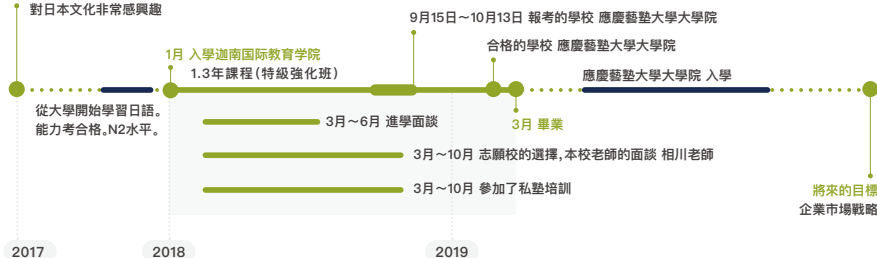 對日本文化非常感興趣
9月15日～10月13日 報考的學校 應慶藝塾大學大學院
1月 入學迦南国际教育学院
合格的學校 應慶藝塾大學大學院
1.3年課程（特級強化班）
應慶藝塾大學大學院 入學
從大學開始學習日語。
能力考合格。N2水平。
3月～6月 進學面談
3月 畢業
3月～10月 志願校的選擇，本校老師的面談 相川老師
3月～10月 參加了私塾培訓
將來的目標
企業市場戰略
2017
2018
2019